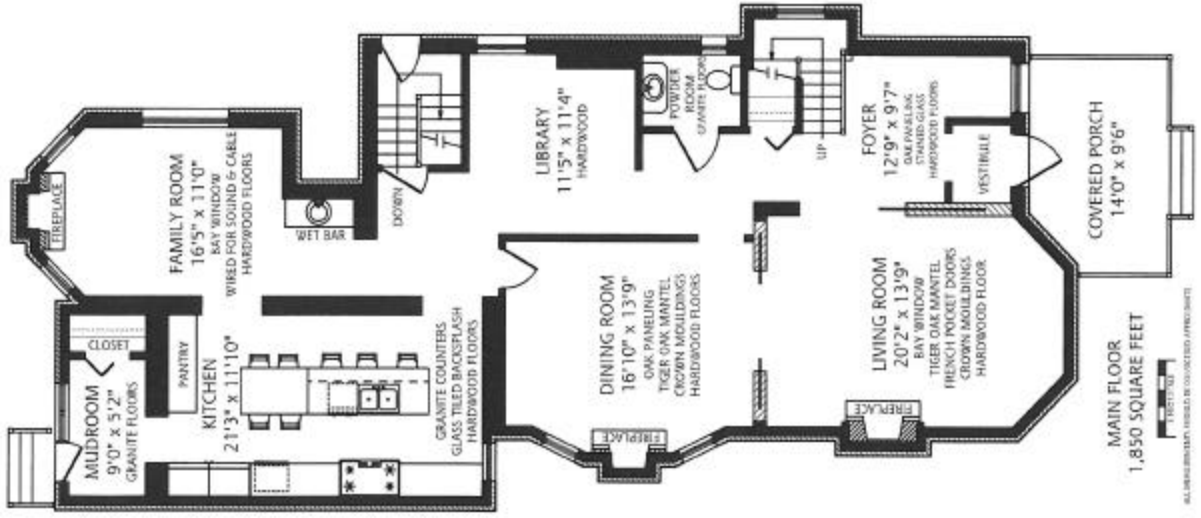 FIREPLACE
FAMILY ROOM
16'5" x 11'0"
BAY WINDOW
WIRED FOR SOUND & CABLE
HARDWOOD FLOORS
WET BAR
DOWN
LIBRARY
11'5" x 11'4"
HARDWOOD
POWDER
ROOM
GRANITE FLOORS
UP
FOYER
12'9" x 9'7"
OAK PANELING
STAINED GLASS
HARDWOOD FLOORS
VESTIBULE
COVERED PORCH
14'0" x 9'6"
CLOSET
MUDROOM
9'0" x 5'2"
GRANITE FLOORS
PANTRY
KITCHEN
21'3" x 11'10"
GRANITE COUNTERS
GLASS TILED BACKSPLASH
HARDWOOD FLOORS
DINING ROOM
16'10" x 13'9"
OAK PANELING
TIGER OAK MANTEL
CROWN MOULDINGS
HARDWOOD FLOORS
FIREPLACE
LIVING ROOM
20'2" x 13'9"
BAY WINDOW
TIGER OAK MANTEL
FRENCH POCKET DOORS
CROWN MOULDINGS
HARDWOOD FLOOR
FIREPLACE
MAIN FLOOR
1,850 SQUARE FEET